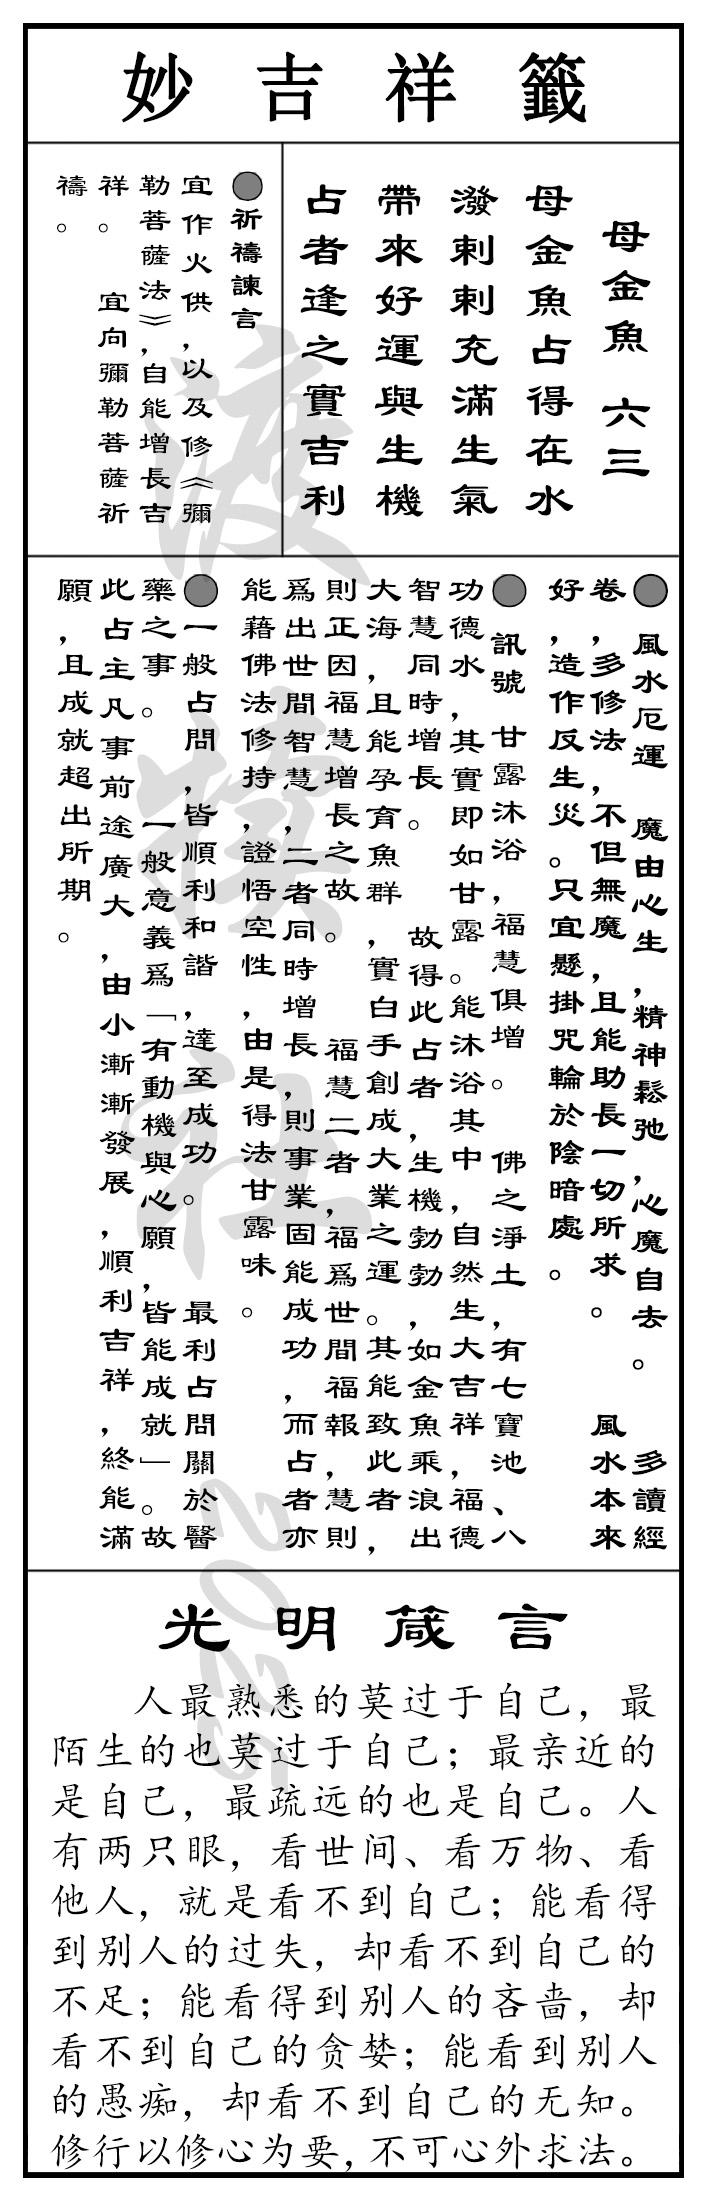 妙吉祥籤
母金魚 六三
母金魚占得在水
潑剌剌充滿生氣
帶來好運與生機
占者逢之實吉利
●祈禱諫言
宜作火供，以及修《彌
勒菩薩法》，自能增長吉
祥。 宜向彌勒菩薩祈
禱。
● 風水厄運 魔由心生，精神鬆弛，心魔自去。 多讀經
卷，多修法，不但無魔，且能助長一切所求。 風水本來
好，造作反生災。只宜懸掛咒輪於陰暗處。
● 訊號 甘露沐浴，福慧俱增。 佛之淨土，有七寶池、八
功德水，其實即如甘露。能沐浴其中，自然生大吉祥，福德
智慧同時增長。 故得此占者，生機勃勃，如金魚乘浪出
大海，且能孕育魚群，實白手創成大業之運。其能致此者，
則正因福慧增長之故。 福慧二者，福爲世間福報，慧則
爲出世間智慧，二者同時增長，則事業固能成功，而占者亦
能藉佛法修持，證悟空性，由是得法甘露味。
●一般占問，皆順利和諧，達至成功。 最利占問關於醫
藥之事。 一般意義爲「有動機與心願，皆能成就」。故
此占主凡事前途廣大，由小漸漸發展，順利吉祥，終能滿
願，且成就超出所期。
光明箴言
人最熟悉的莫过于自己，最
陌生的也莫过于自己；最亲近的
是自己，最疏远的也是自己。人
有两只眼，看世间、看万物、看
他人，就是看不到自己；能看得
到别人的过失，却看不到自己的
不足；能看得到别人的吝啬，却
看不到自己的贪婪；能看到别人
的愚痴，却看不到自己的无知。
修行以修心为要，不可心外求法。
2025